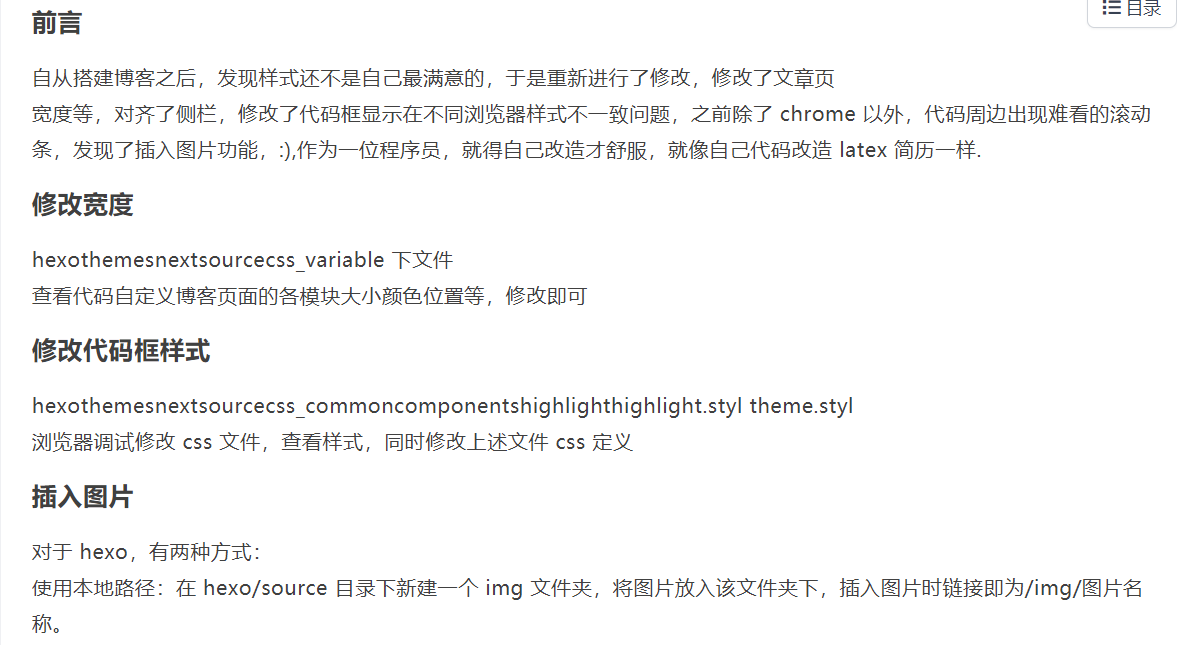 目录
前言
自从搭建博客之后，发现样式还不是自己最满意的，于是重新进行了修改，修改了文章页
宽度等，对齐了侧栏，修改了代码框显示在不同浏览器样式不一致问题，之前除了 chrome 以外，代码周边出现难看的滚动
条，发现了插入图片功能，:),作为一位程序员，就得自己改造才舒服，就像自己代码改造 latex 简历一样.
修改宽度
hexothemesnextsourcecss_variable 下文件
查看代码自定义博客页面的各模块大小颜色位置等，修改即可
修改代码框样式
hexothemesnextsourcecss_commoncomponentshighlighthighlight.styl theme.styl
浏览器调试修改 css 文件，查看样式，同时修改上述文件 css 定义
插入图片
对于 hexo，有两种方式：
使用本地路径：在 hexo/source 目录下新建一个 img 文件夹，将图片放入该文件夹下，插入图片时链接即为/img/图片名
称。